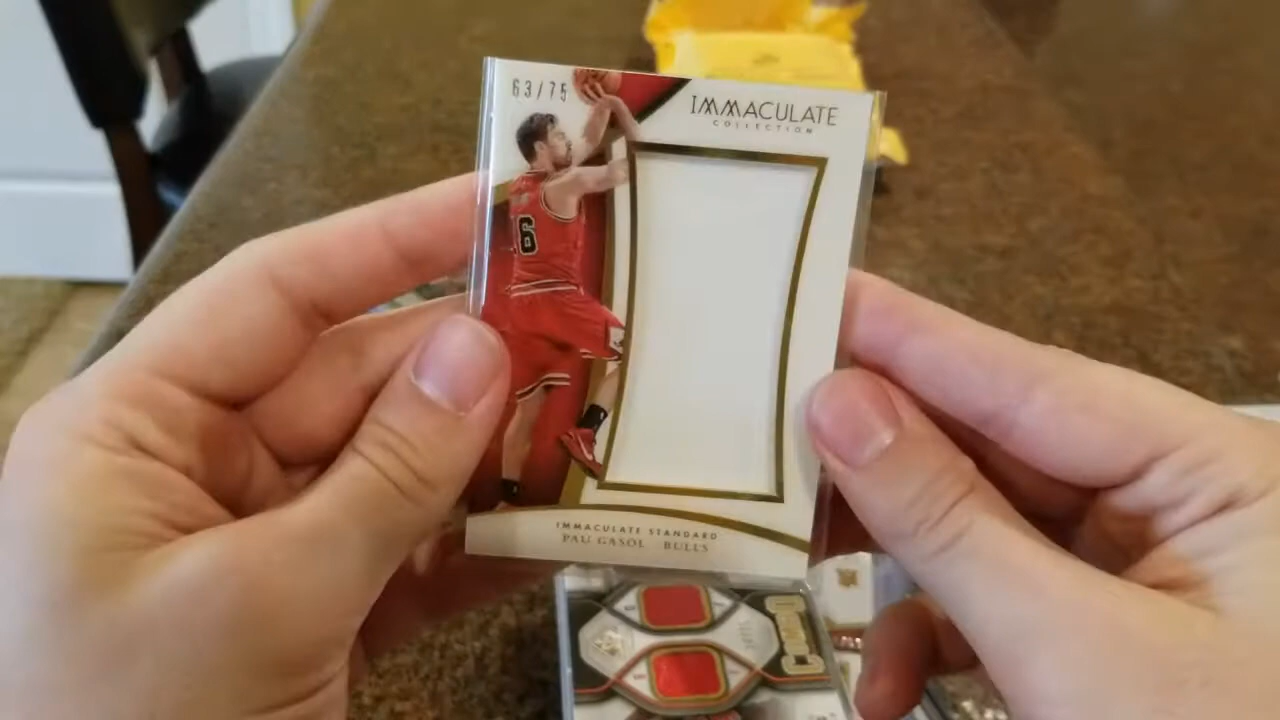 63/75
IMMACULATE
COLLECTION
6
IMMACULATE STANDARD
PAU GASOL BULLS